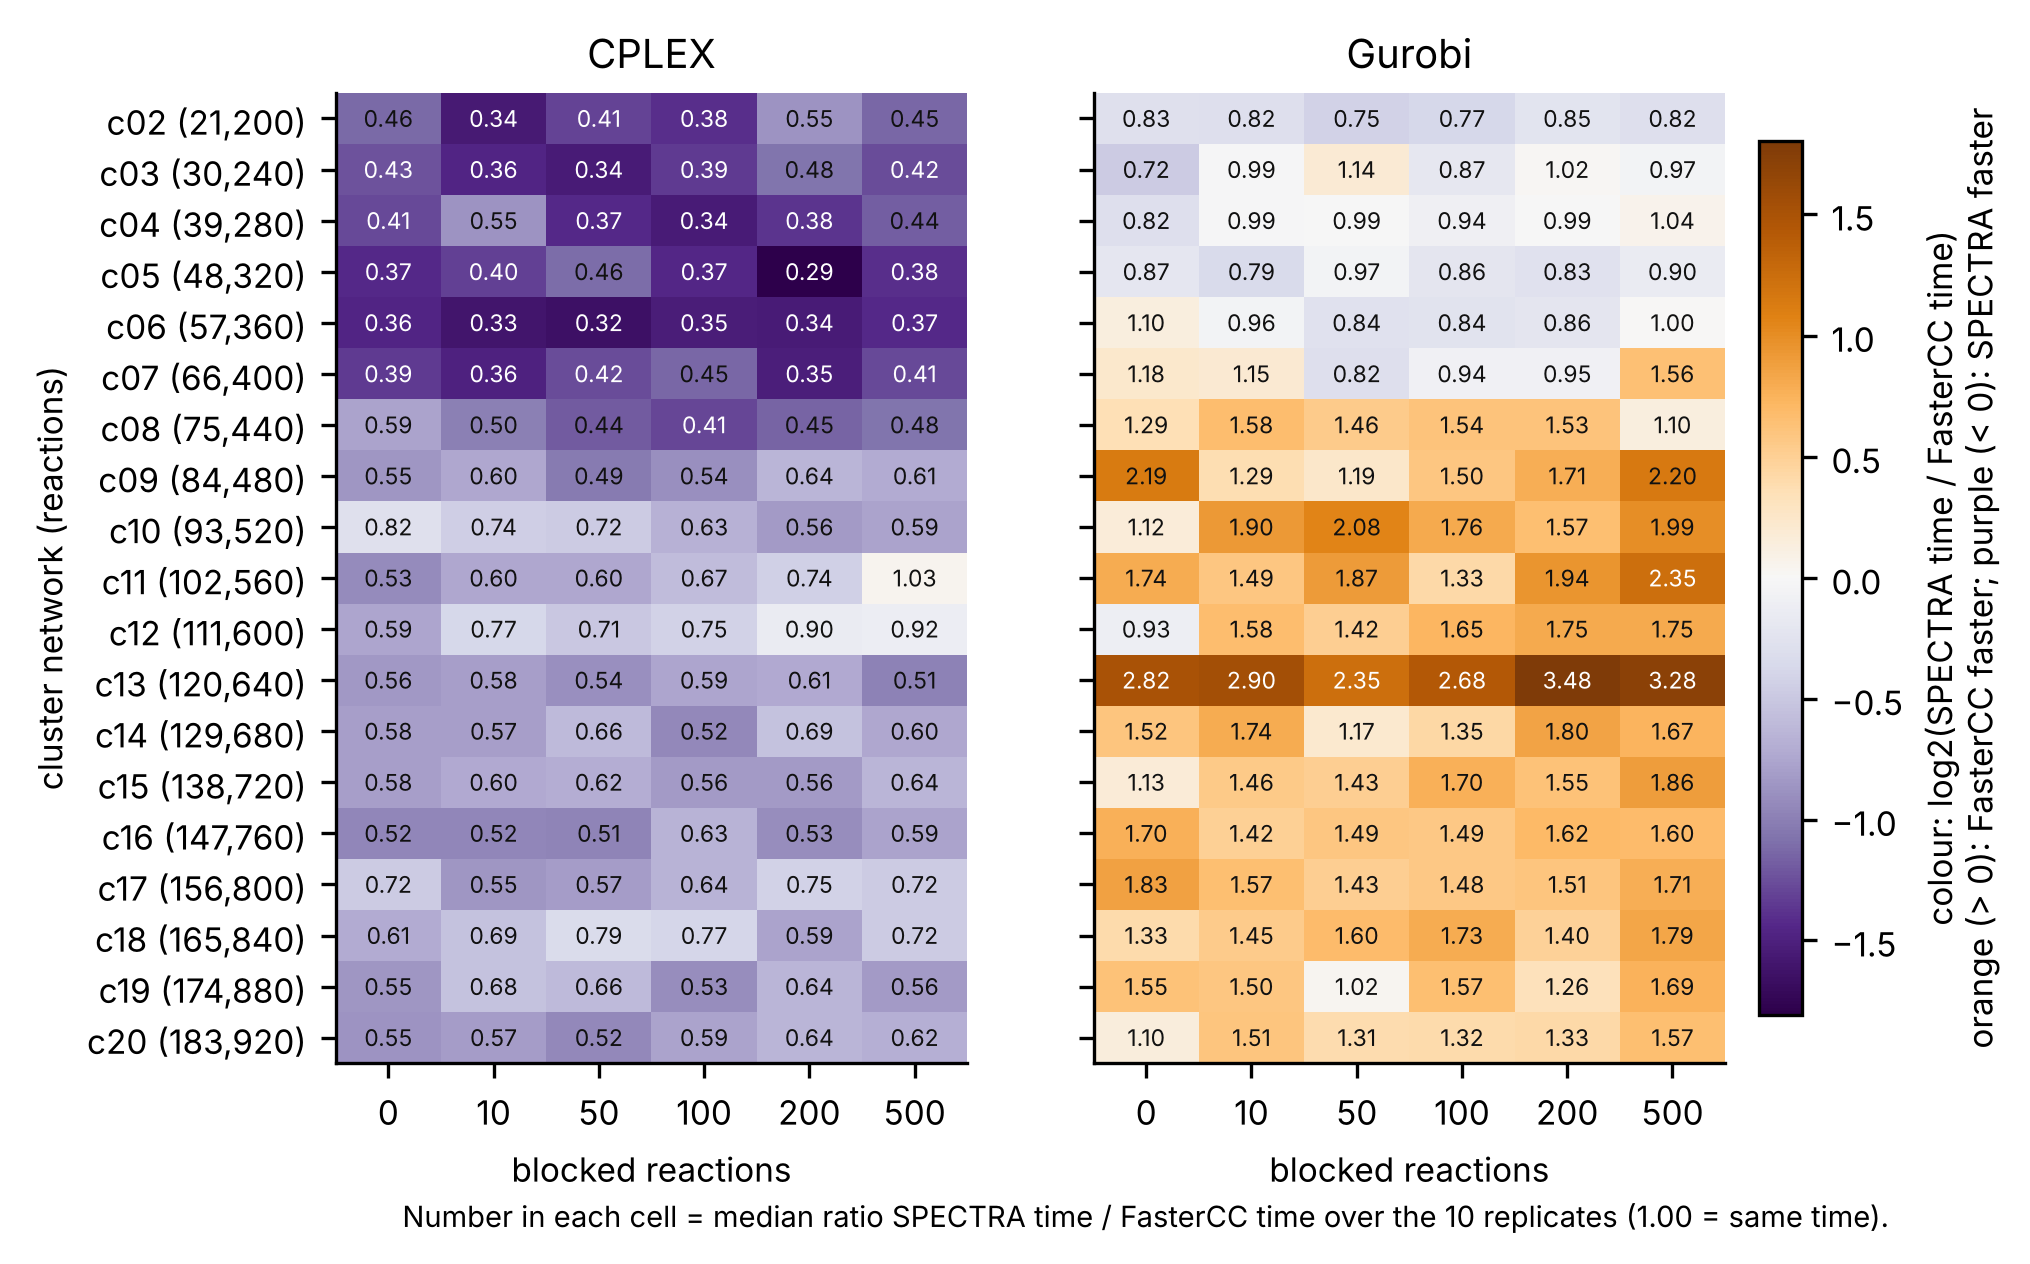 CPLEX Gurobi
c02 (21,200) 0.46 0.34 0.41 0.38 0.55 0.45 0.83 0.82 0.75 0.77 0.85 0.82
c03 (30,240) 0.43 0.36 0.34 0.39 0.48 0.42 0.72 0.99 1.14 0.87 1.02 0.97
c04 (39,280) 0.41 0.55 0.37 0.34 0.38 0.44 0.82 0.99 0.99 0.94 0.99 1.04
c05 (48,320) 0.37 0.40 0.46 0.37 0.29 0.38 0.87 0.79 0.97 0.86 0.83 0.90
c06 (57,360) 0.36 0.33 0.32 0.35 0.34 0.37 1.10 0.96 0.84 0.84 0.86 1.00
c07 (66,400) 0.39 0.36 0.42 0.45 0.35 0.41 1.18 1.15 0.82 0.94 0.95 1.56
c08 (75,440) 0.59 0.50 0.44 0.41 0.45 0.48 1.29 1.58 1.46 1.54 1.53 1.10
c09 (84,480) 0.55 0.60 0.49 0.54 0.64 0.61 2.19 1.29 1.19 1.50 1.71 2.20
c10 (93,520) 0.82 0.74 0.72 0.63 0.56 0.59 1.12 1.90 2.08 1.76 1.57 1.99
c11 (102,560) 0.53 0.60 0.60 0.67 0.74 1.03 1.74 1.49 1.87 1.33 1.94 2.35
c12 (111,600) 0.59 0.77 0.71 0.75 0.90 0.92 0.93 1.58 1.42 1.65 1.75 1.75
c13 (120,640) 0.56 0.58 0.54 0.59 0.61 0.51 2.82 2.90 2.35 2.68 3.48 3.28
c14 (129,680) 0.58 0.57 0.66 0.52 0.69 0.60 1.52 1.74 1.17 1.35 1.80 1.67
c15 (138,720) 0.58 0.60 0.62 0.56 0.56 0.64 1.13 1.46 1.43 1.70 1.55 1.86
c16 (147,760) 0.52 0.52 0.51 0.63 0.53 0.59 1.70 1.42 1.49 1.49 1.62 1.60
c17 (156,800) 0.72 0.55 0.57 0.64 0.75 0.72 1.83 1.57 1.43 1.48 1.51 1.71
c18 (165,840) 0.61 0.69 0.79 0.77 0.59 0.72 1.33 1.45 1.60 1.73 1.40 1.79
c19 (174,880) 0.55 0.68 0.66 0.53 0.64 0.56 1.55 1.50 1.02 1.57 1.26 1.69
c20 (183,920) 0.55 0.57 0.52 0.59 0.64 0.62 1.10 1.51 1.31 1.32 1.33 1.57
0 10 50 100 200 500 0 10 50 100 200 500
blocked reactions blocked reactions
cluster network (reactions)
1.5
1.0
0.5
0.0
−0.5
−1.0
−1.5
colour: log2(SPECTRA time / FasterCC time)
orange (> 0): FasterCC faster; purple (< 0): SPECTRA faster
Number in each cell = median ratio SPECTRA time / FasterCC time over the 10 replicates (1.00 = same time).